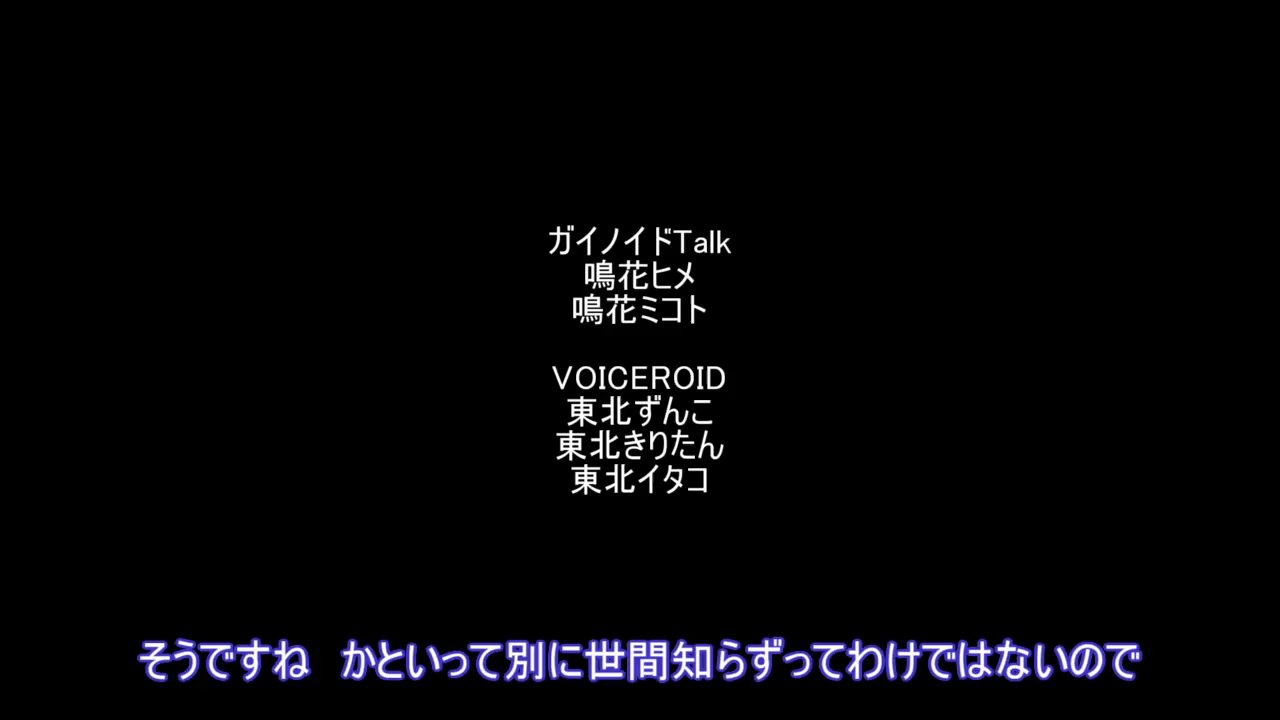 ガイノイドTalk
鳴花ヒメ
鳴花ミコト
VOICEROID
東北ずん子
東北きりたん
東北イタコ
そうですね　かといって別に世間知らずってわけではないので